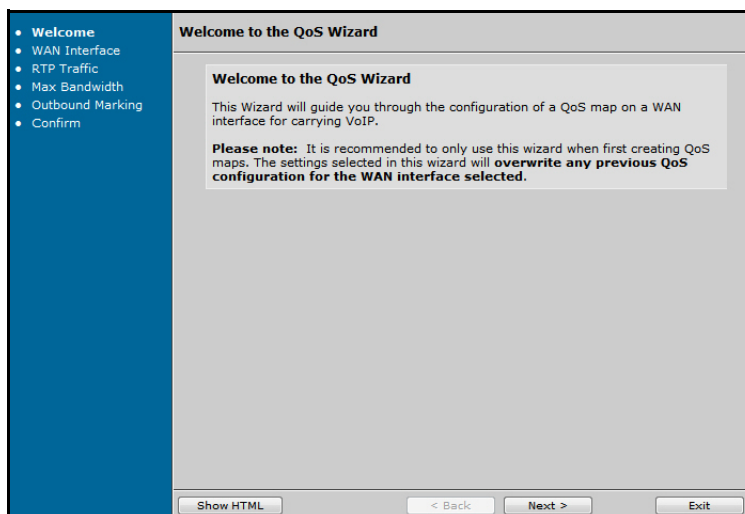 Welcome
WAN Interface
RTP Traffic
Max Bandwidth
Outbound Marking
Confirm
Welcome to the QoS Wizard
Welcome to the QoS Wizard
This Wizard will guide you through the configuration of a QoS map on a WAN
interface for carrying VoIP.
Please note: It is recommended to only use this wizard when first creating QoS
maps. The settings selected in this wizard will overwrite any previous QoS
configuration for the WAN interface selected.
Show HTML
< Back
Next >
Exit